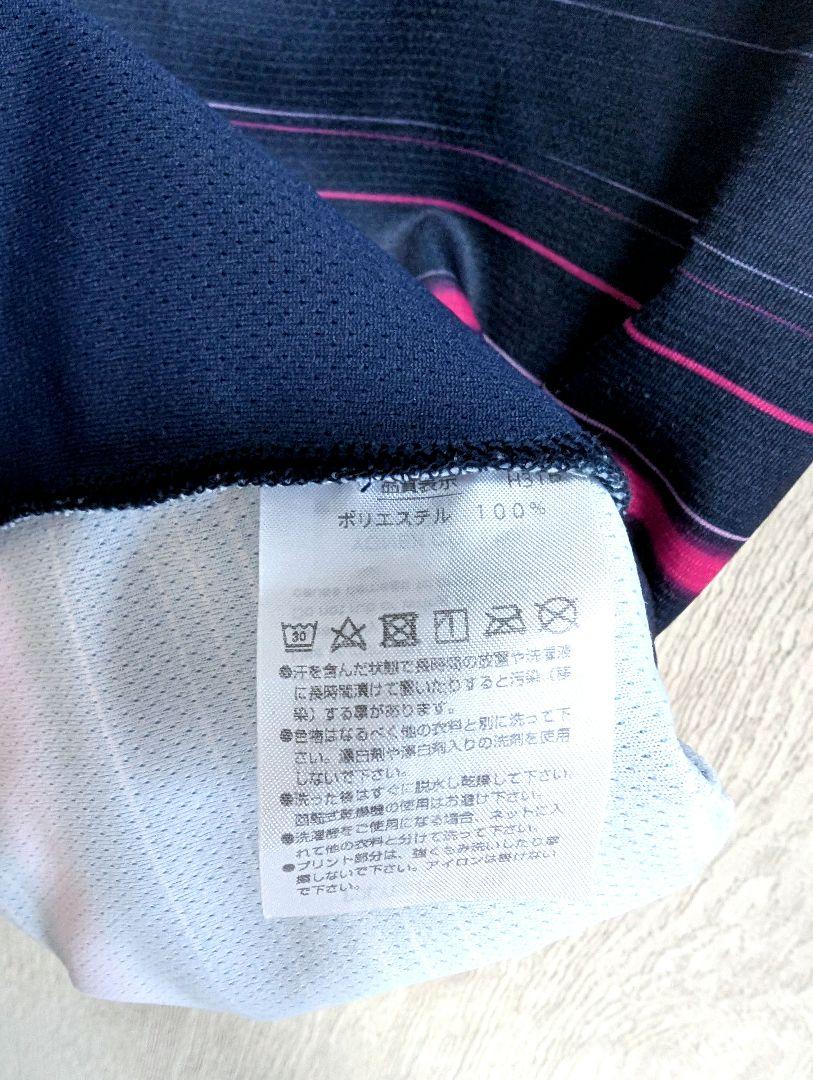 品質表示
ポリエステル 100%
30
●汗を含んだ状態で長時間の放置や洗濯液
に長時間漬けて置いたりすると汚染(移
染)する事があります。
●色物はなるべく他の衣料と別に洗って下
さい。漂白剤や漂白剤入りの洗剤を使用
しないで下さい。
●洗った後はすぐに脱水し乾燥して下さい。
回転式乾燥機の使用はお避け下さい。
●洗濯機をご使用になる場合、ネットに入
れて他の衣料と分けて洗って下さい。
●プリント部分は、強くもみ洗いしたり摩
擦しないで下さい。アイロンは掛けない
で下さい。